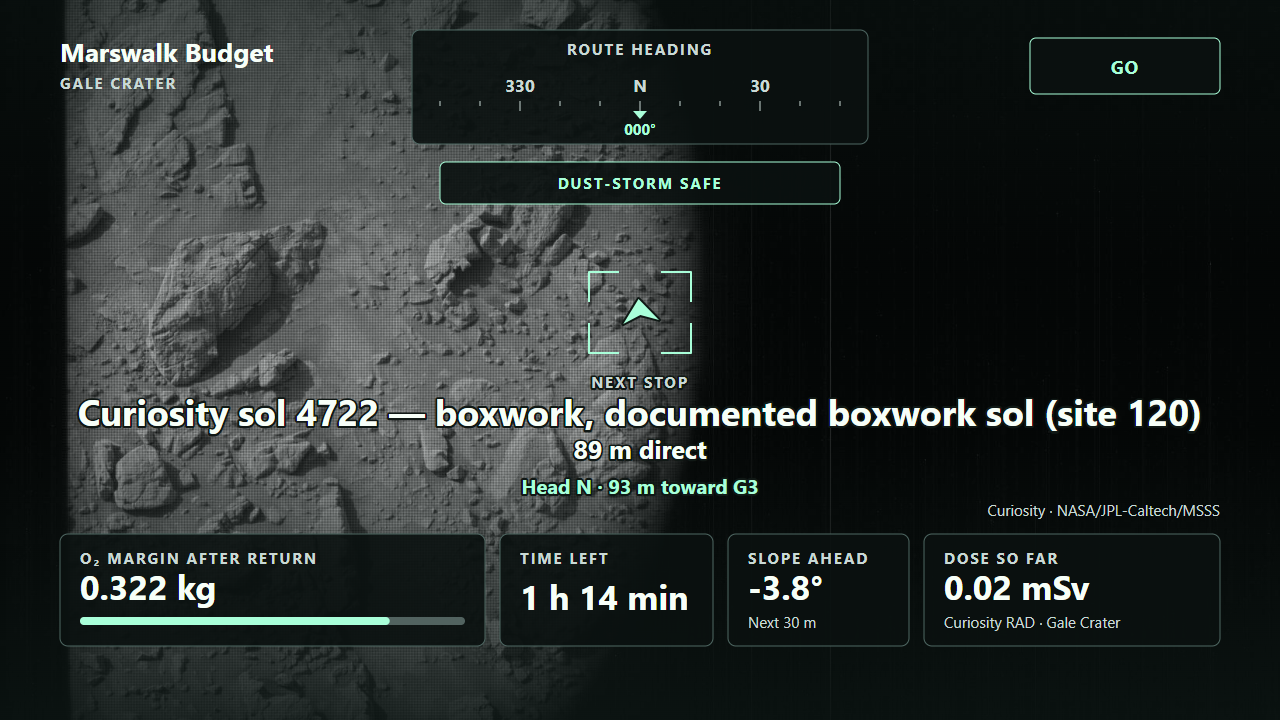 Marswalk Budget
GALE CRATER
ROUTE HEADING
330 N 30
000°
GO
DUST-STORM SAFE
NEXT STOP
Curiosity sol 4722 — boxwork, documented boxwork sol (site 120)
89 m direct
Head N · 93 m toward G3
Curiosity · NASA/JPL-Caltech/MSSS
O₂ MARGIN AFTER RETURN
0.322 kg
TIME LEFT
1 h 14 min
SLOPE AHEAD
-3.8°
Next 30 m
DOSE SO FAR
0.02 mSv
Curiosity RAD · Gale Crater